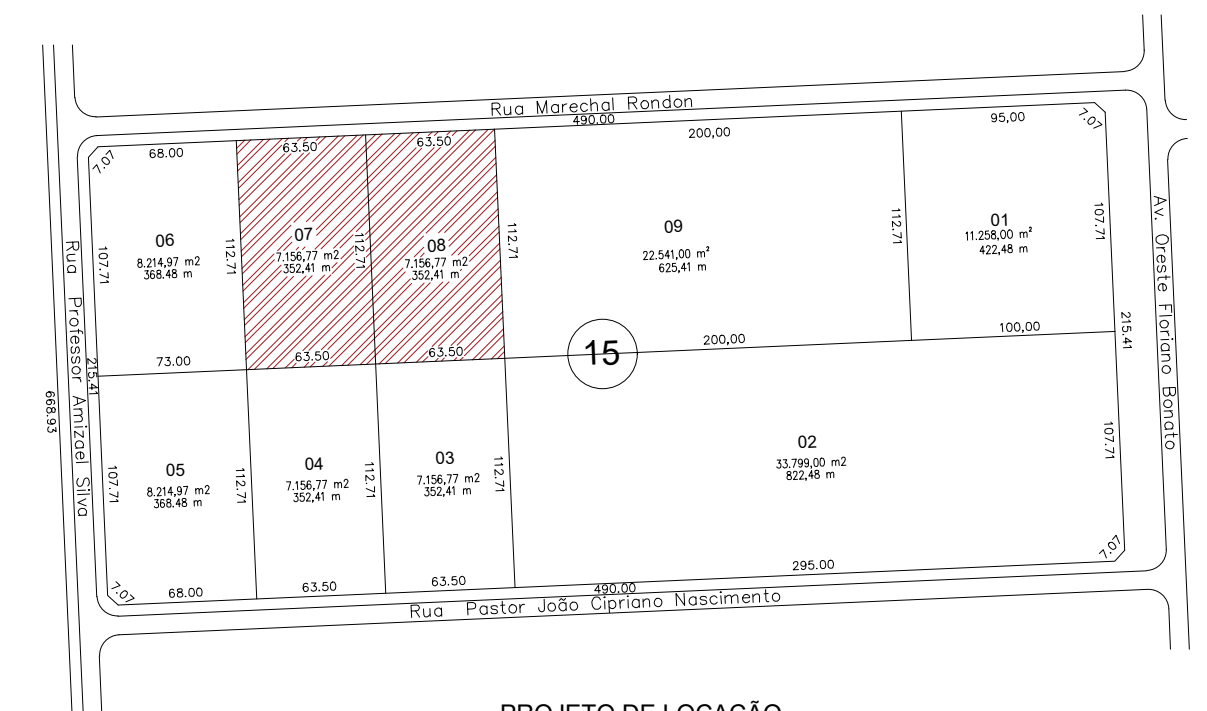 Rua Marechal Rondon
490.00
7.07
68.00
63.50
63.50
200,00
95,00
7.07
107.71
06
8.214,97 m2
368.48 m
112.71
07
7.156,77 m2
352,41 m
112.71
08
7.156,77 m2
352,41 m
112.71
09
22.541,00 m²
625,41 m
112.71
01
11.258,00 m²
422,48 m
107.71
Av. Oreste Floriano Bonato
Rua Professor Amizael Silva
73.00
63.50
63.50
15
200,00
100,00
215.41
215.41
668.93
107.71
05
8.214,97 m2
368.48 m
112.71
04
7.156,77 m2
352,41 m
112.71
03
7.156,77 m2
352,41 m
112.71
02
33.799,00 m2
822,48 m
107.71
7.07
68.00
63.50
63.50
490.00
295.00
7.07
Rua Pastor João Cipriano Nascimento
PROJETO DE LOCAÇÃO